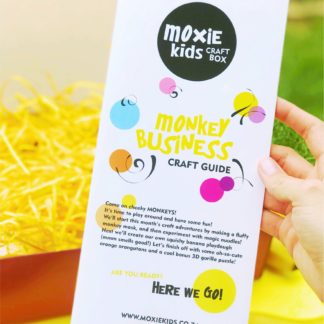 moxie
kids CRAFT
BOX
MONKEY
BUSINESS
CRAFT GUIDE
Come on cheeky MONKEYS!
It's time to play around and have some fun!
We'll start this month's craft adventures by making a fluffy
monkey mask, and then experiment with magic noodles!
Next we'll create our own squishy banana playdough
(mmm smells good!) Let's finish off with some oh-so-cute
orange orangutans and a cool bonus 3D gorilla puzzle!
ARE YOU READY?
HERE WE GO!
WWW.MOXIEKIDS.CO.